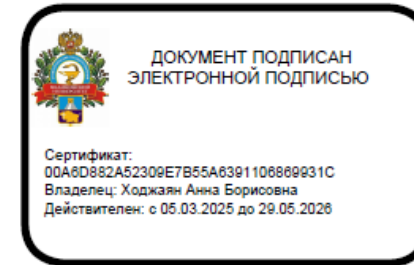 ДОКУМЕНТ ПОДПИСАН
ЭЛЕКТРОННОЙ ПОДПИСЬЮ
Сертификат:
00A6D882A52309E7B55A6391106869931C
Владелец: Ходжаян Анна Борисовна
Действителен: с 05.03.2025 до 29.05.2026